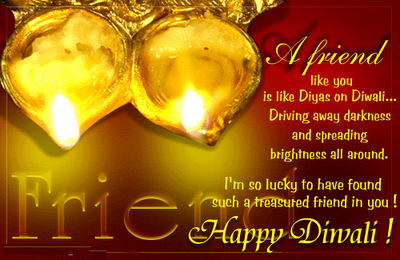 A friend
like you
is like Diyas on Diwali...
Driving away darkness
and spreading
brightness all around.
I'm so lucky to have found
such a treasured friend in you !
Friend
Happy Diwali !